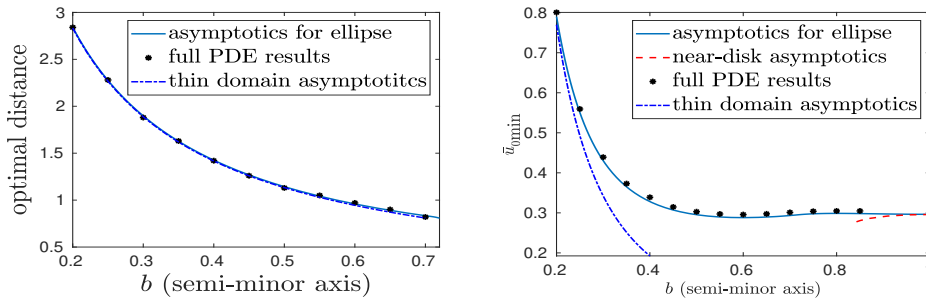 3
2.5
2
1.5
1
0.5
optimal distance
asymptotics for ellipse
full PDE results
thin domain asymptotitcs
0.2 0.3 0.4 0.5 0.6 0.7
b (semi-minor axis)
0.8
0.7
0.6
0.5
0.4
0.3
0.2
ū0min
asymptotics for ellipse
near-disk asymptotics
full PDE results
thin domain asymptotics
0.2 0.4 0.6 0.8
b (semi-minor axis)